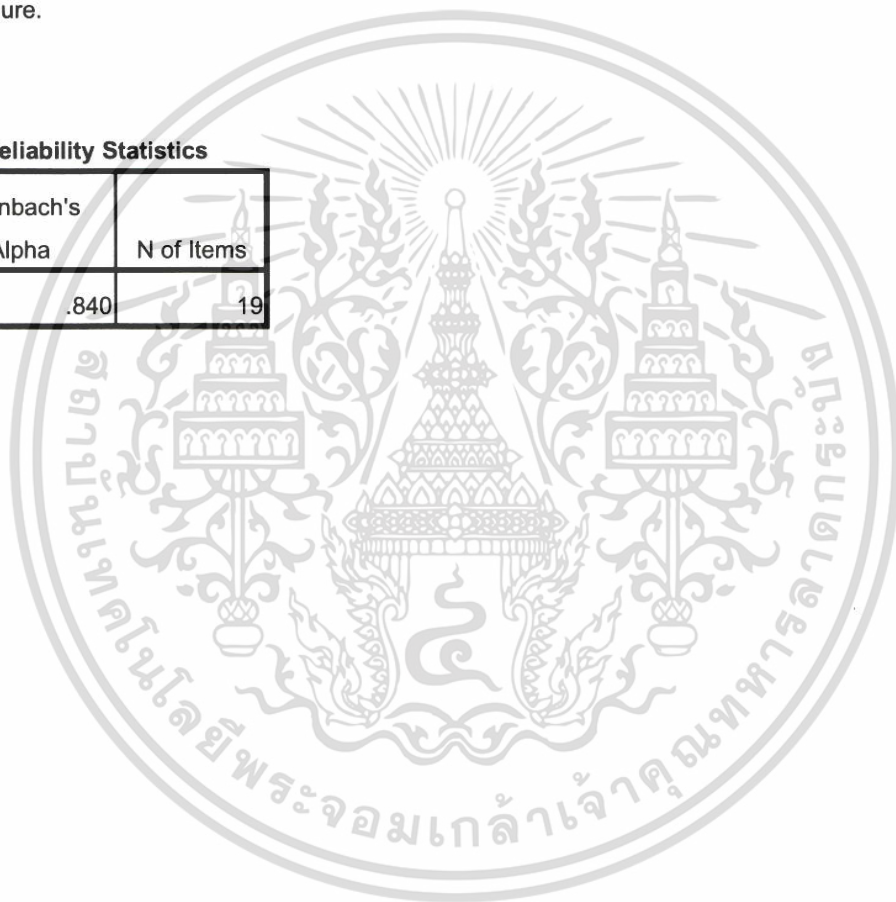 ure.
eliability Statistics
nbach's
Alpha
N of Items
.840
19
สถาบันเทคโนโลยีพระจอมเกล้าเจ้าคุณทหารลาดกระบัง
๔